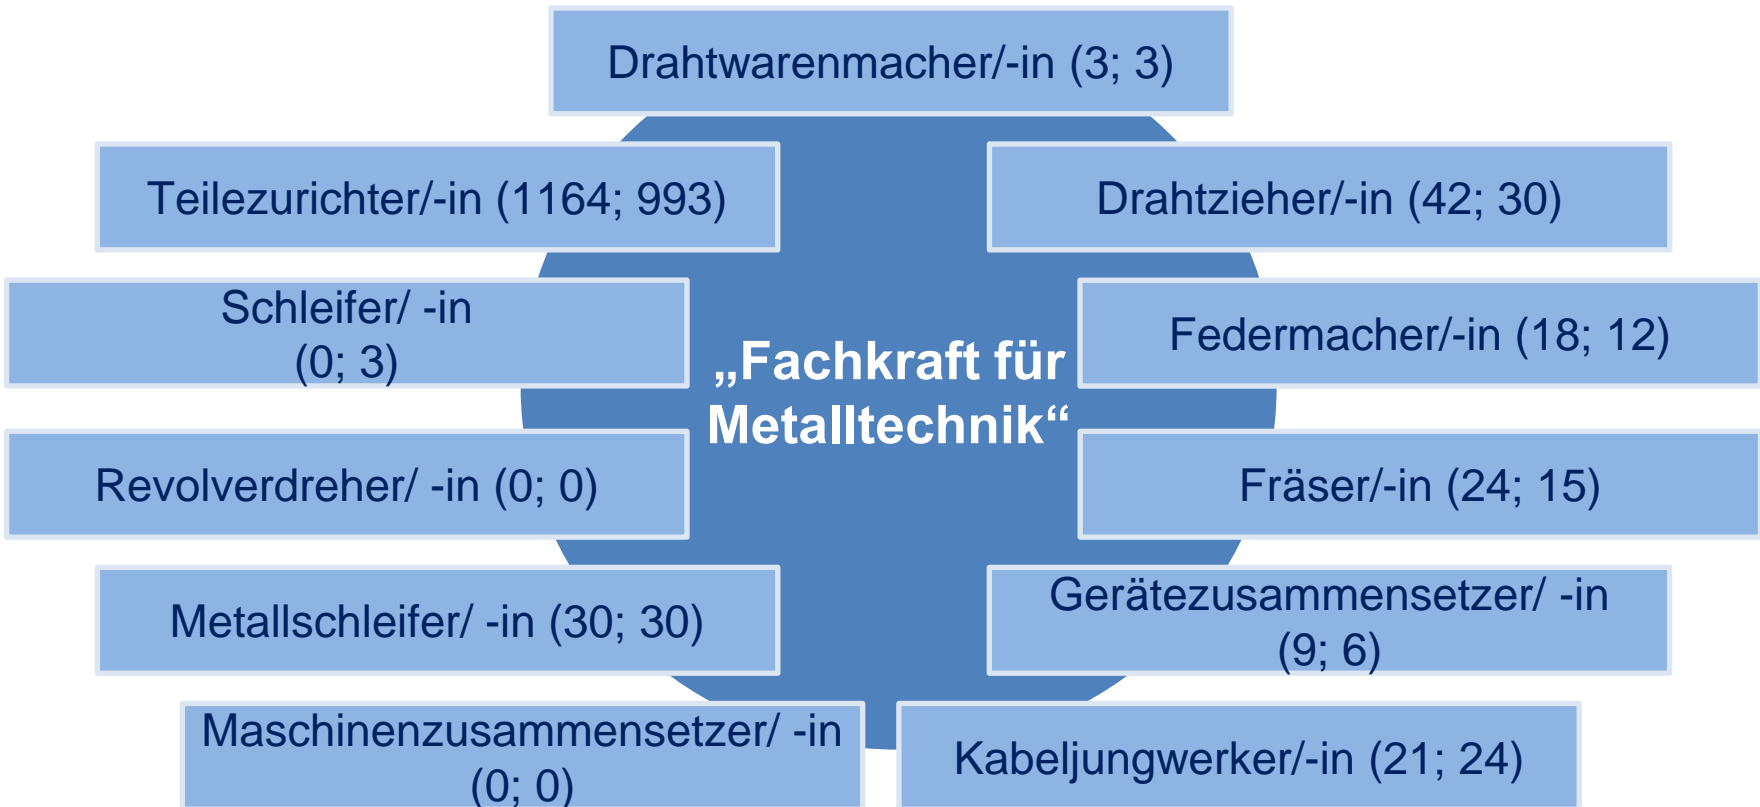 Drahtwarenmacher/-in (3; 3)
Teilezurichter/-in (1164; 993)
Drahtzieher/-in (42; 30)
Schleifer/ -in
(0; 3)
Federmacher/-in (18; 12)
„Fachkraft für
Metalltechnik“
Revolverdreher/ -in (0; 0)
Fräser/-in (24; 15)
Metallschleifer/ -in (30; 30)
Gerätezusammensetzer/ -in
(9; 6)
Maschinenzusammensetzer/ -in
(0; 0)
Kabeljungwerker/-in (21; 24)